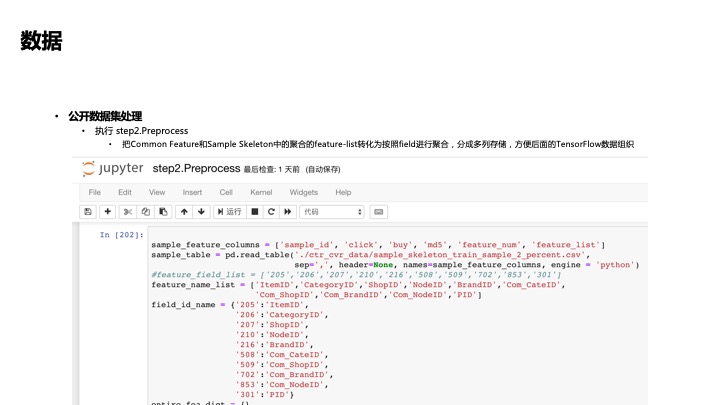 数据
• 公开数据集处理
• 执行 step2.Preprocess
• 把Common Feature和Sample Skeleton中的聚合的feature-list转化为按照field进行聚合，分成多列存储，方便后面的TensorFlow数据组织
jupyter step2.Preprocess 最后检查: 1 天前 (自动保存)
File Edit View Insert Cell Kernel Widgets Help
运行 代码
In [202]:
sample_feature_columns = ['sample_id', 'click', 'buy', 'md5', 'feature_num', 'feature_list']
sample_table = pd.read_table('./ctr_cvr_data/sample_skeleton_train_sample_2_percent.csv',
sep=',', header=None, names=sample_feature_columns, engine = 'python')
#feature_field_list = ['205','206','207','210','216','508','509','702','853','301']
feature_name_list = ['ItemID','CategoryID','ShopID','NodeID','BrandID','Com_CateID',
'Com_ShopID','Com_BrandID','Com_NodeID','PID']
field_id_name = {'205':'ItemID',
'206':'CategoryID',
'207':'ShopID',
'210':'NodeID',
'216':'BrandID',
'508':'Com_CateID',
'509':'Com_ShopID',
'702':'Com_BrandID',
'853':'Com_NodeID',
'301':'PID'}